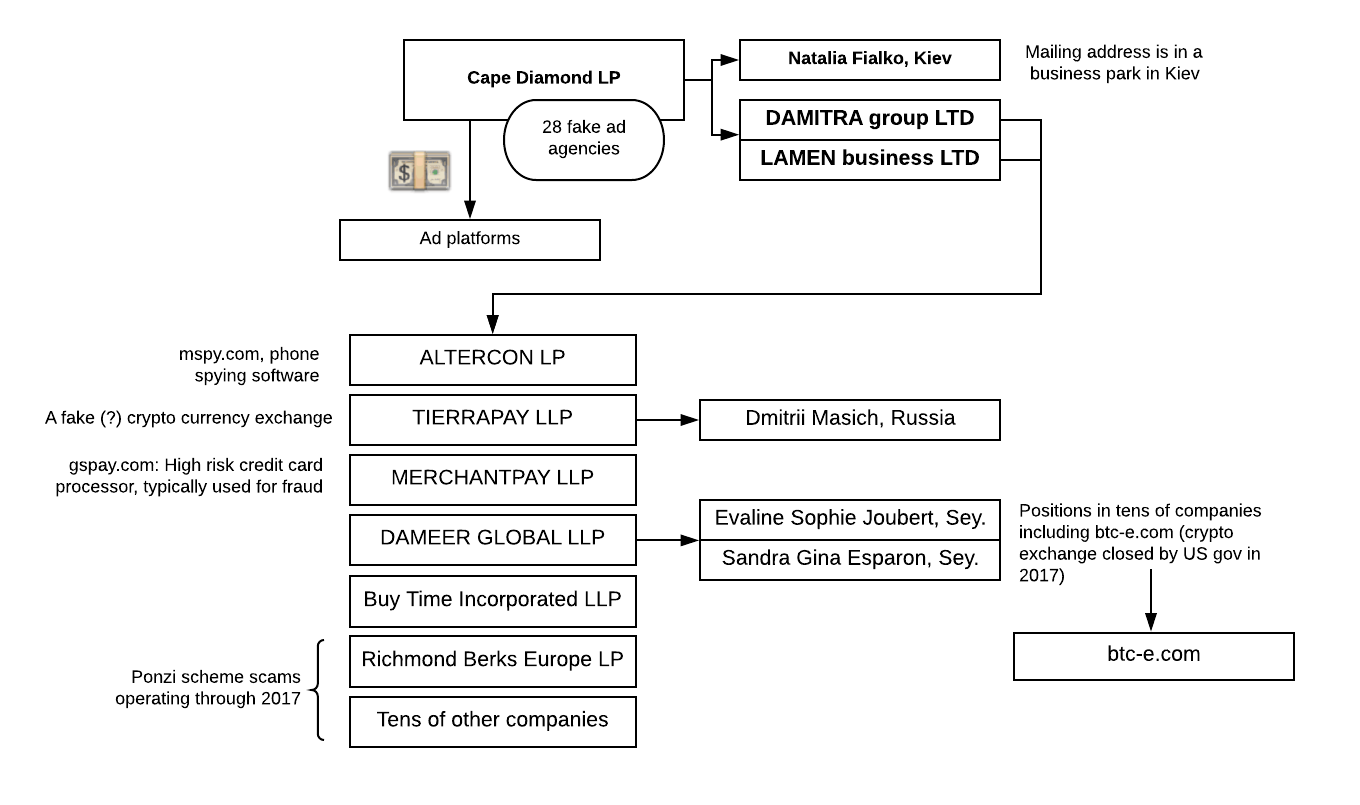 Cape Diamond LP
28 fake ad
agencies
Natalia Fialko, Kiev
Mailing address is in a
business park in Kiev
DAMITRA group LTD
LAMEN business LTD
$
Ad platforms
mspy.com, phone
spying software
ALTERCON LP
A fake (?) crypto currency exchange
TIERRAPAY LLP
Dmitrii Masich, Russia
gspay.com: High risk credit card
processor, typically used for fraud
MERCHANTPAY LLP
DAMEER GLOBAL LLP
Evaline Sophie Joubert, Sey.
Sandra Gina Esparon, Sey.
Positions in tens of companies
including btc-e.com (crypto
exchange closed by US gov in
2017)
btc-e.com
Buy Time Incorporated LLP
Ponzi scheme scams
operating through 2017
Richmond Berks Europe LP
Tens of other companies